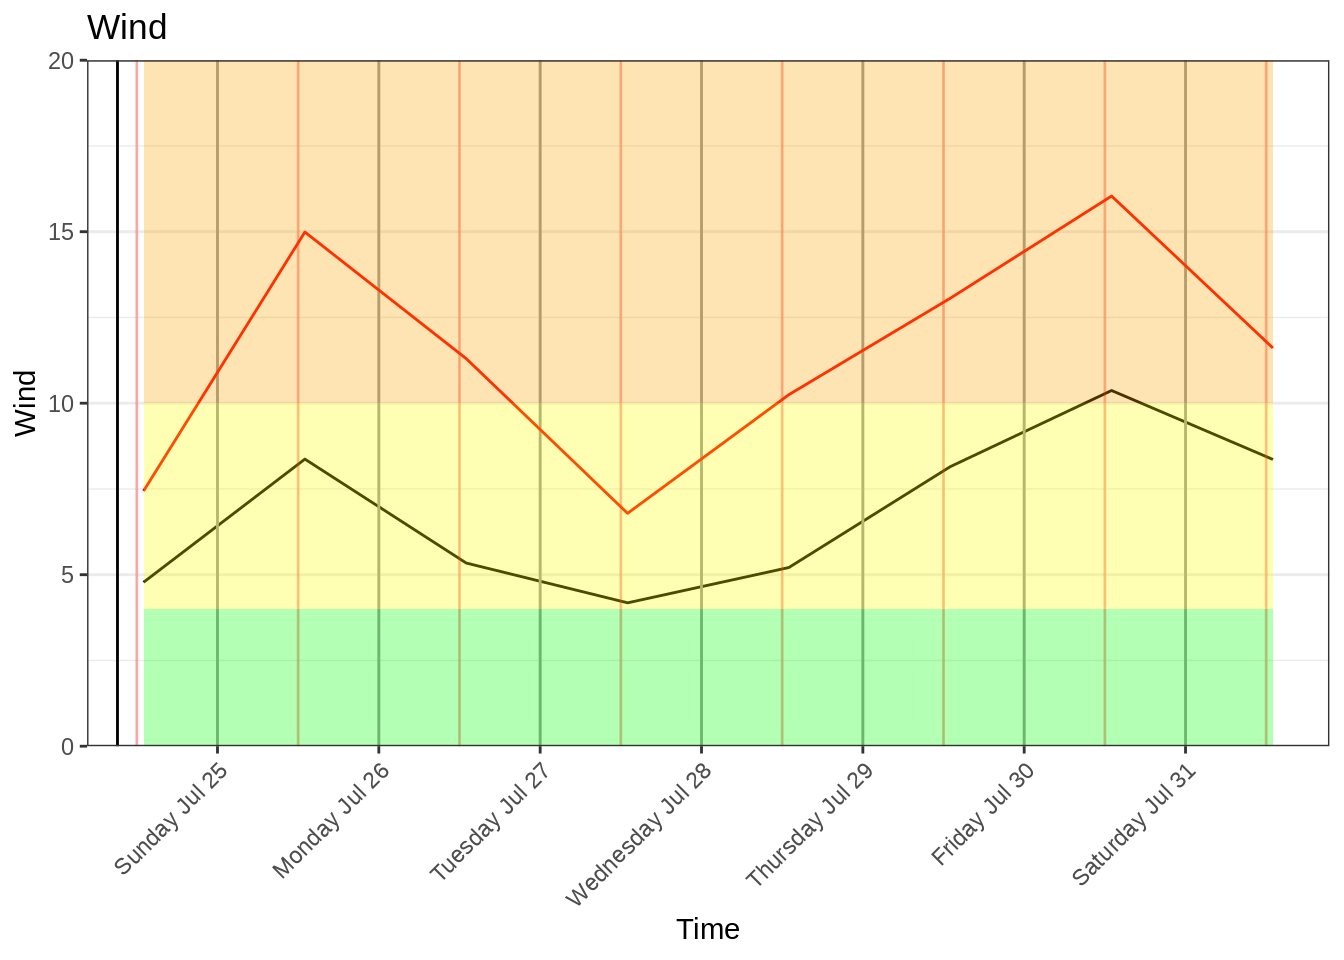 Wind
20
15
10
5
0
Wind
Sunday Jul 25
Monday Jul 26
Tuesday Jul 27
Wednesday Jul 28
Thursday Jul 29
Friday Jul 30
Saturday Jul 31
Time